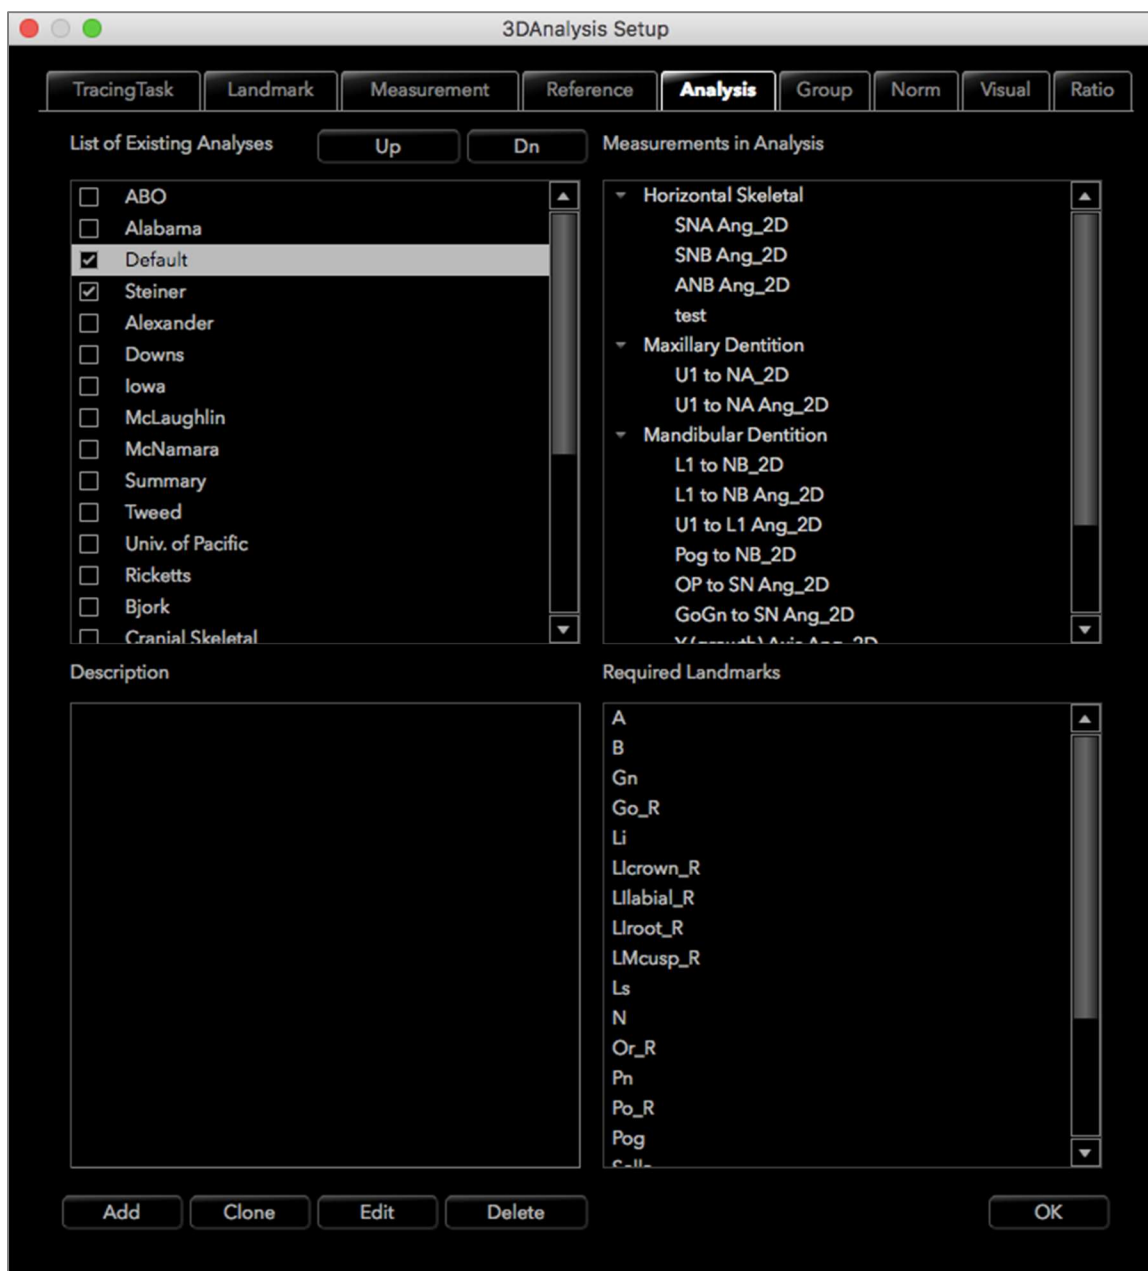 3DAnalysis Setup
TracingTask Landmark Measurement Reference Analysis Group Norm Visual Ratio
List of Existing Analyses Up Dn
ABO
Alabama
Default
Steiner
Alexander
Downs
Iowa
McLaughlin
McNamara
Summary
Tweed
Univ. of Pacific
Ricketts
Bjork
Cranial Skeletal
Measurements in Analysis
Horizontal Skeletal
SNA Ang_2D
SNB Ang_2D
ANB Ang_2D
test
Maxillary Dentition
U1 to NA_2D
U1 to NA Ang_2D
Mandibular Dentition
L1 to NB_2D
L1 to NB Ang_2D
U1 to L1 Ang_2D
Pog to NB_2D
OP to SN Ang_2D
GoGn to SN Ang_2D
Y (growth) Axis Ang_2D
Description
Required Landmarks
A
B
Gn
Go_R
Li
LIcrown_R
LIlabial_R
LIroot_R
LMcusp_R
Ls
N
Or_R
Pn
Po_R
Pog
Sella
Add Clone Edit Delete OK